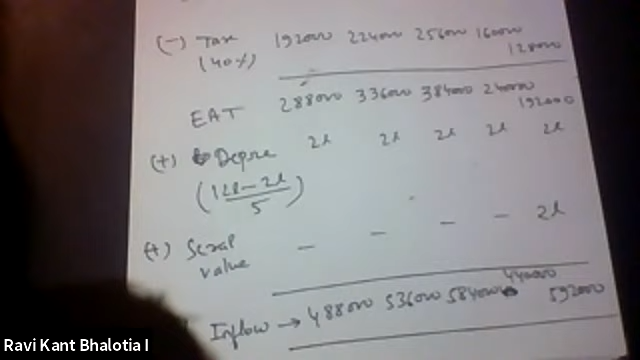 (-) Tax 192000 224000 256000 160000
(40%) 128000
EAT 288000 336000 384000 240000
192000
(+) Depre 2l 2l 2l 2l 2l
(12l-2l/5)
(+) Scrap - - - - 2l
value
440000
Inflow → 488000 536000 584000 592000
Ravi Kant Bhalotia I